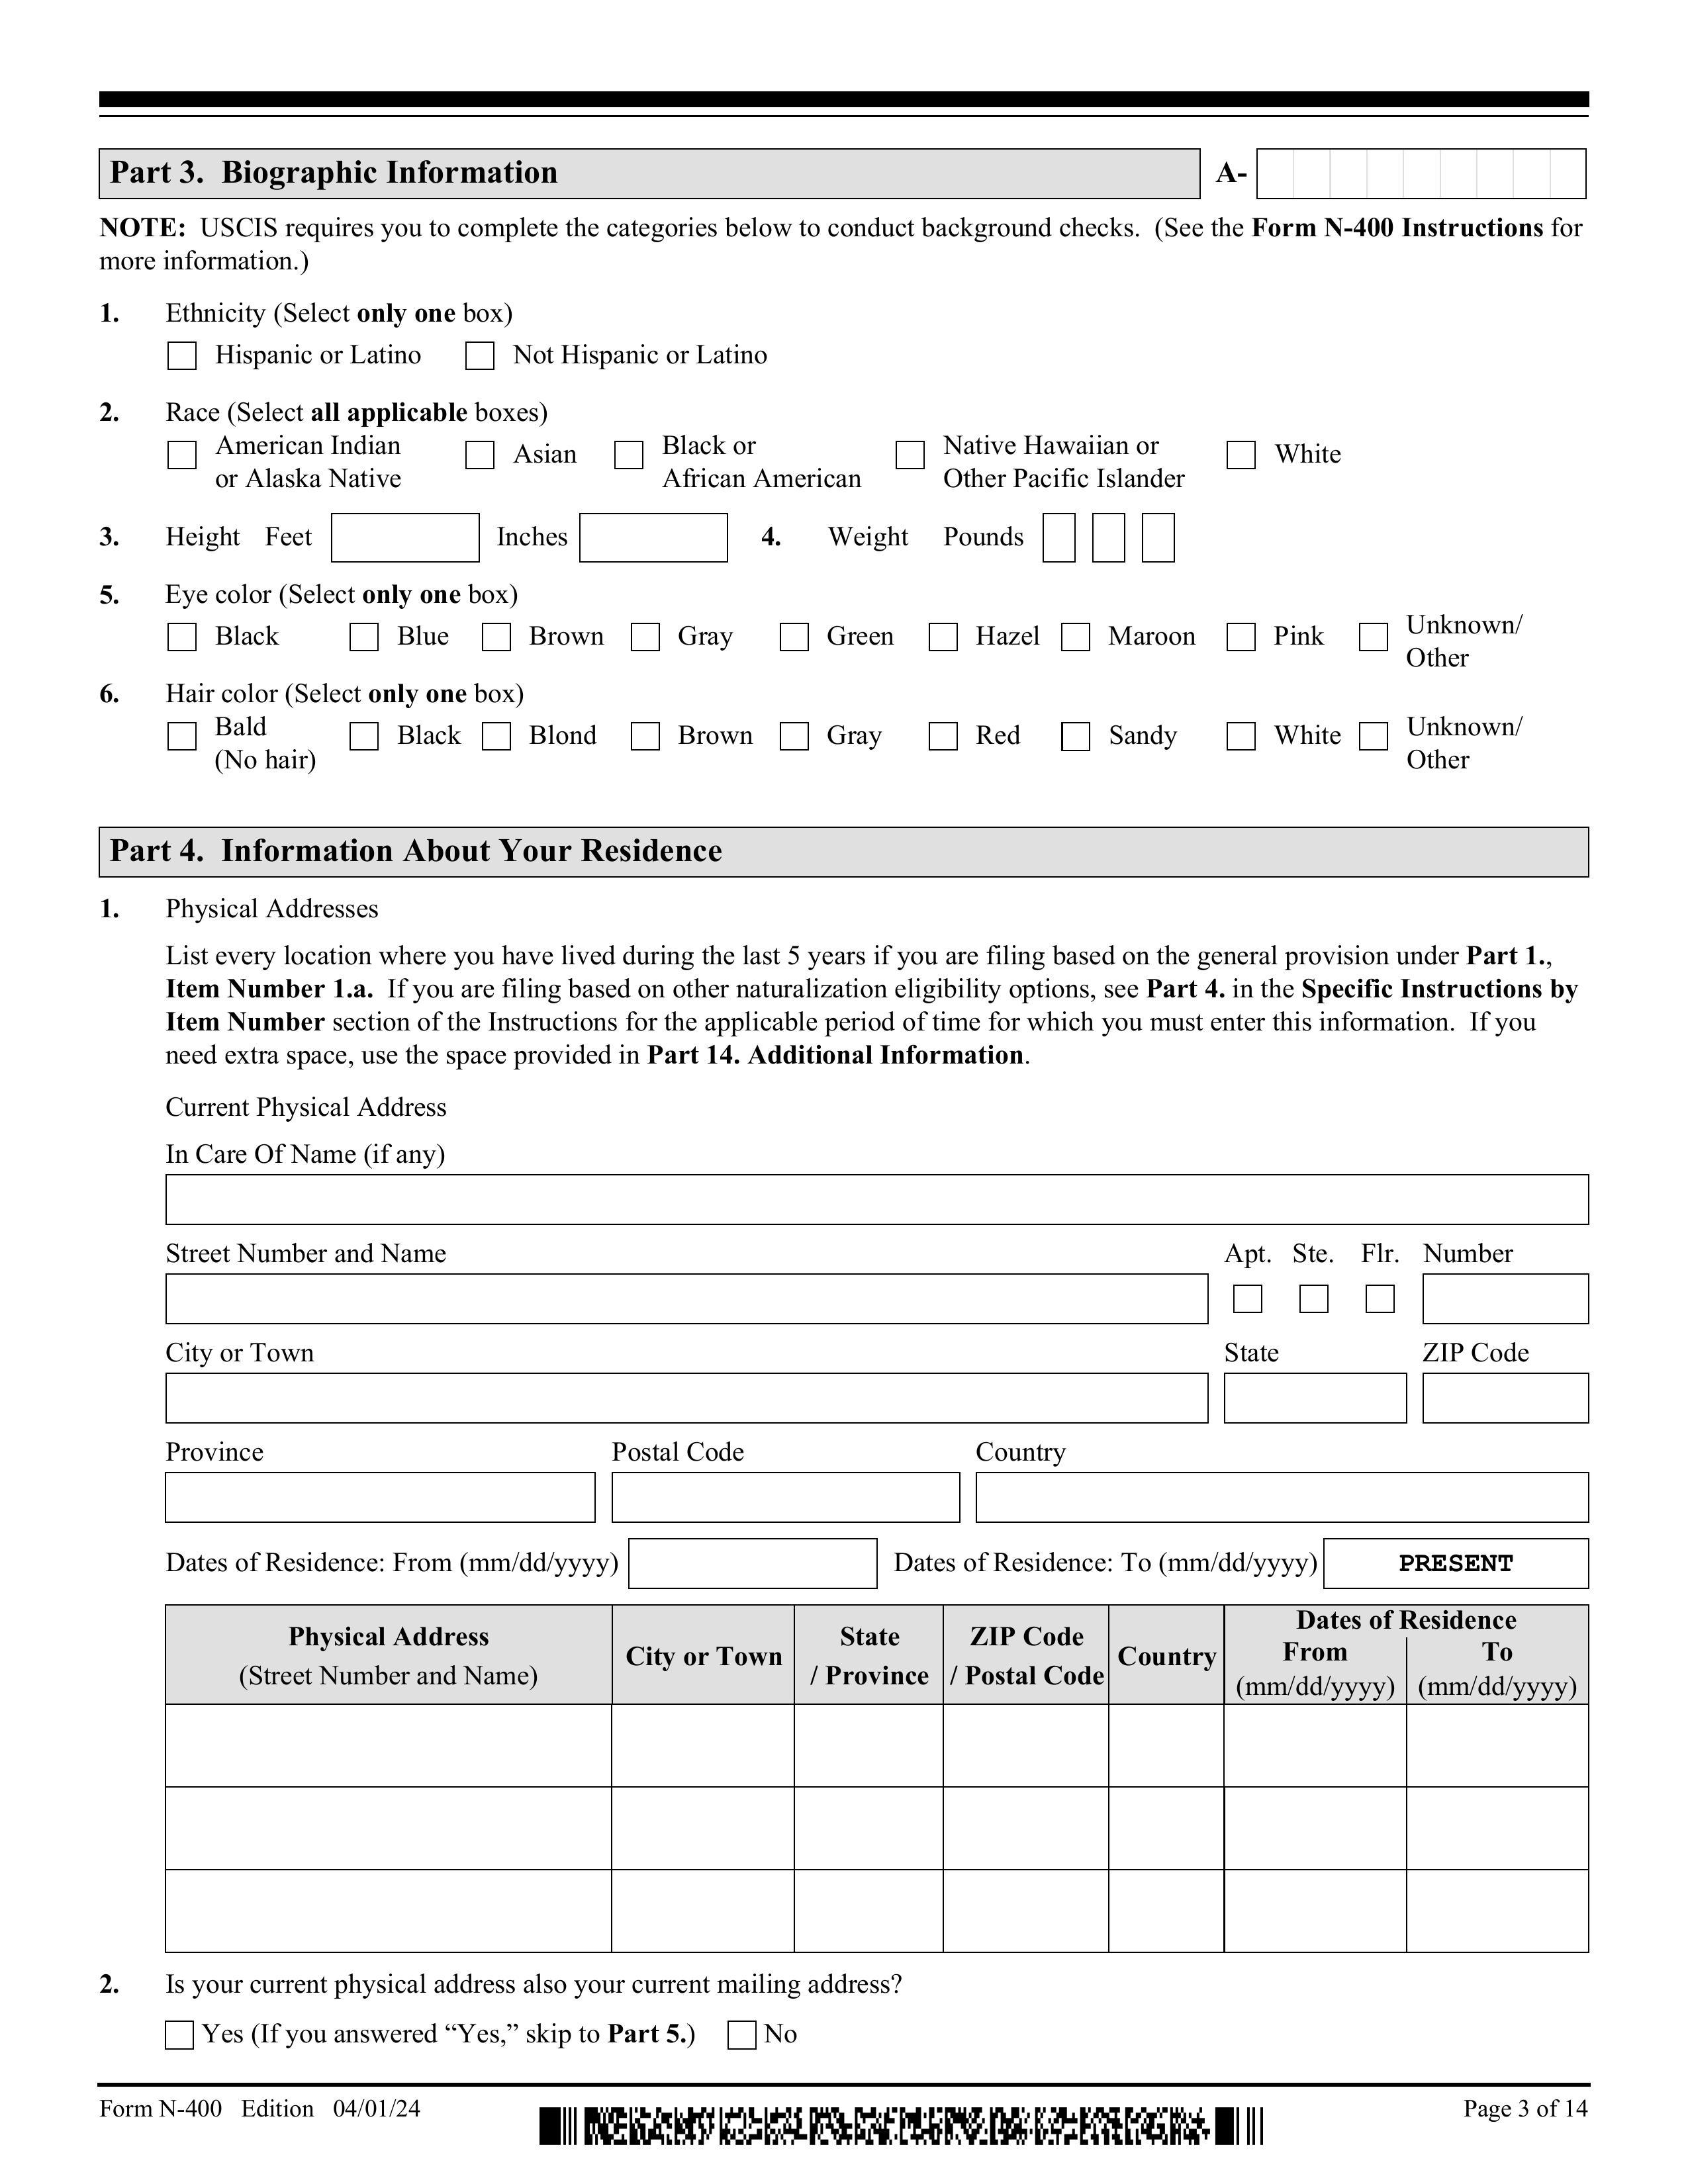 Part 3.  Biographic Information
A-
NOTE:  USCIS requires you to complete the categories below to conduct background checks.  (See the Form N-400 Instructions for
more information.)
1. Ethnicity (Select only one box)
Hispanic or Latino Not Hispanic or Latino
2. Race (Select all applicable boxes)
American Indian
or Alaska Native
Asian
Black or
African American
Native Hawaiian or
Other Pacific Islander
White
3. Height Feet Inches 4. Weight Pounds
5. Eye color (Select only one box)
Black Blue Brown Gray Green Hazel Maroon Pink Unknown/
Other
6. Hair color (Select only one box)
Bald
(No hair)
Black Blond Brown Gray Red Sandy White Unknown/
Other
Part 4.  Information About Your Residence
1. Physical Addresses
List every location where you have lived during the last 5 years if you are filing based on the general provision under Part 1.,
Item Number 1.a.  If you are filing based on other naturalization eligibility options, see Part 4. in the Specific Instructions by
Item Number section of the Instructions for the applicable period of time for which you must enter this information.  If you
need extra space, use the space provided in Part 14. Additional Information.
Current Physical Address
In Care Of Name (if any)
Street Number and Name Apt. Ste. Flr. Number
City or Town State ZIP Code
Province Postal Code Country
Dates of Residence: From (mm/dd/yyyy) Dates of Residence: To (mm/dd/yyyy) PRESENT
Physical Address
(Street Number and Name)
City or Town
State
/ Province
ZIP Code
/ Postal Code
Country
Dates of Residence
From
(mm/dd/yyyy)
To
(mm/dd/yyyy)
2. Is your current physical address also your current mailing address?
Yes (If you answered “Yes,” skip to Part 5.) No
Form N-400 Edition 04/01/24
Page 3 of 14